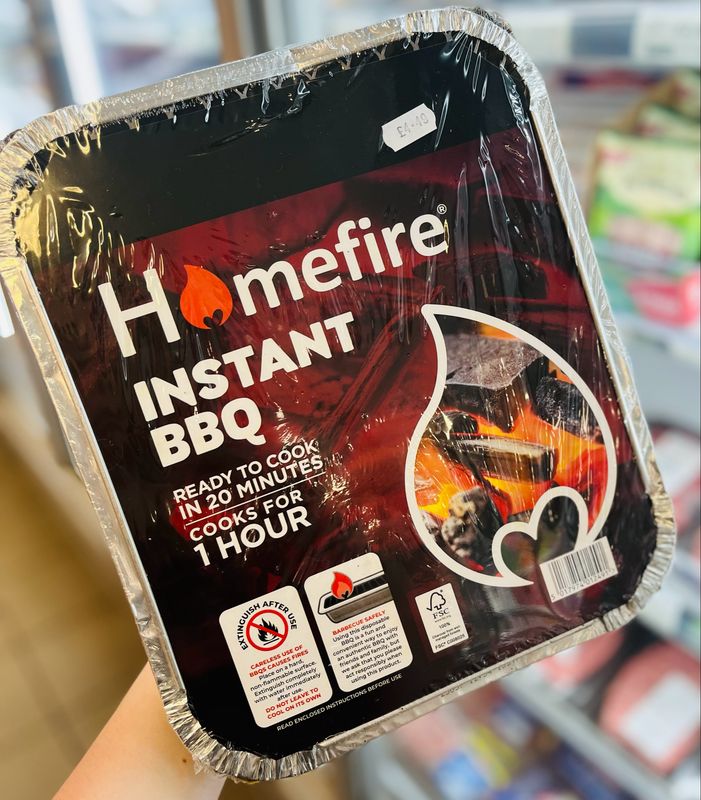 £4.49
Homefire®
INSTANT
BBQ
READY TO COOK
IN 20 MINUTES
COOKS FOR
1 HOUR
EXTINGUISH AFTER USE
CARELESS USE OF
BBQS CAUSES FIRES
Place on a hard,
non-flammable surface.
Extinguish completely
with water immediately
after use.
DO NOT LEAVE TO
COOL ON ITS OWN
BARBECUE SAFELY
Using this disposable
BBQ is a fun and
convenient way to enjoy
an authentic BBQ with
friends and family, but
we ask that you please
act responsibly when
using this product.
FSC
100%
READ ENCLOSED INSTRUCTIONS BEFORE USE